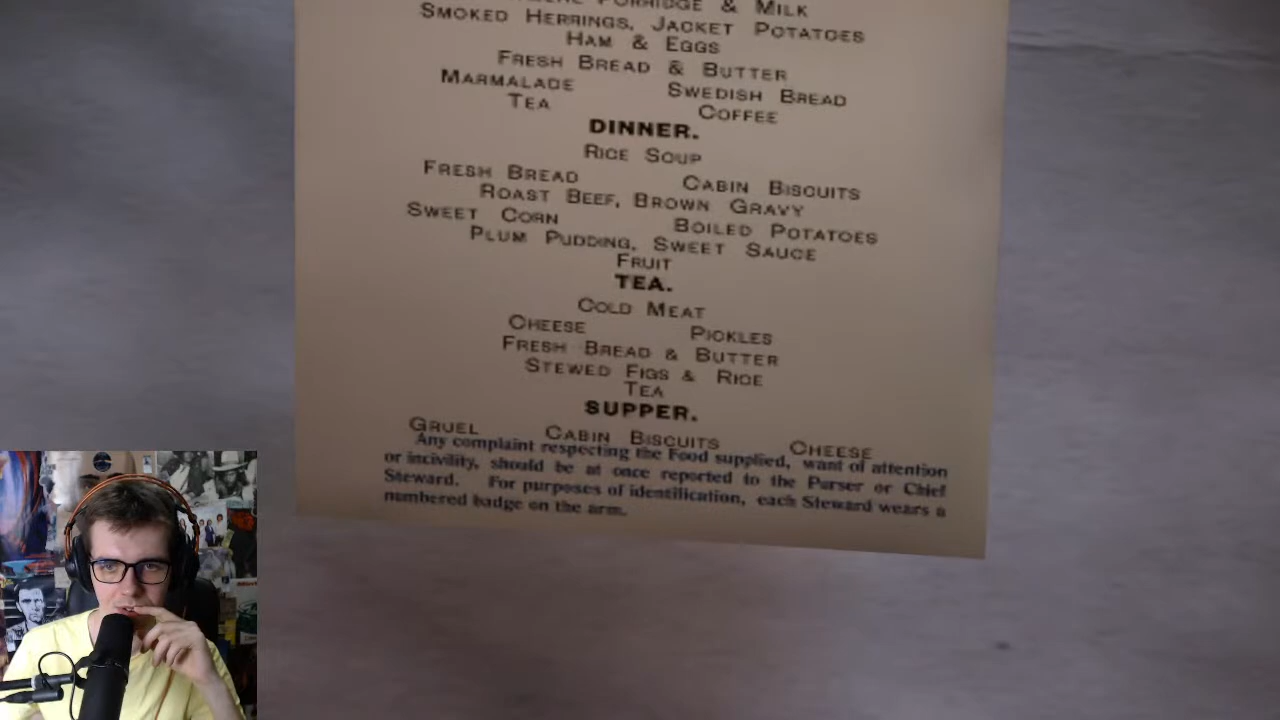 PORRIDGE & MILK
SMOKED HERRINGS, JACKET POTATOES
HAM & EGGS
FRESH BREAD & BUTTER
MARMALADE SWEDISH BREAD
TEA COFFEE
DINNER.
RICE SOUP
FRESH BREAD CABIN BISCUITS
ROAST BEEF, BROWN GRAVY
SWEET CORN BOILED POTATOES
PLUM PUDDING, SWEET SAUCE
FRUIT
TEA.
COLD MEAT
CHEESE PICKLES
FRESH BREAD & BUTTER
STEWED FIGS & RICE
TEA
SUPPER.
GRUEL CABIN BISCUITS CHEESE
Any complaint respecting the Food supplied, want of attention
or incivility, should be at once reported to the Purser or Chief
Steward. For purposes of identification, each Steward wears a
numbered badge on the arm.